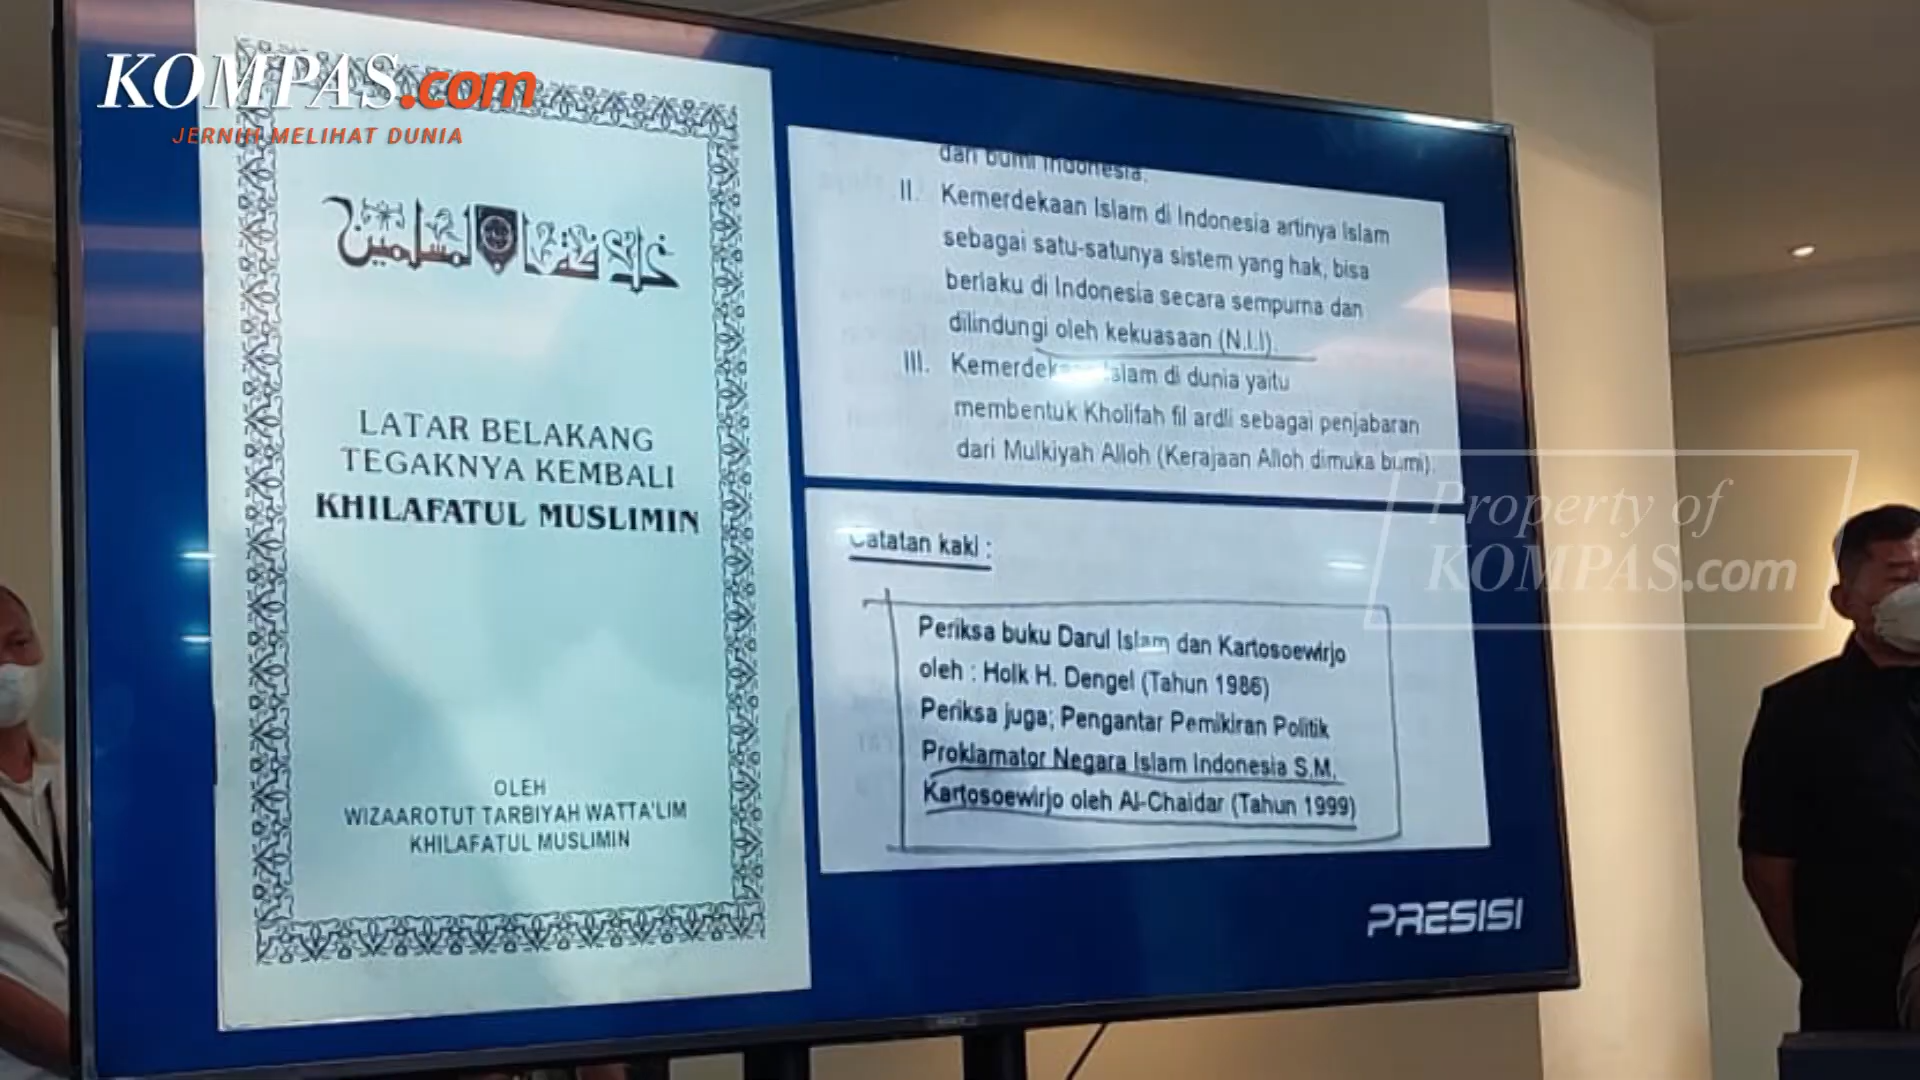 KOMPAS.com
JERNIH MELIHAT DUNIA
LATAR BELAKANG
TEGAKNYA KEMBALI
KHILAFATUL MUSLIMIN
OLEH
WIZAAROTUT TARBIYAH WATTA'LIM
KHILAFATUL MUSLIMIN
dari bumi Indonesia.
II. Kemerdekaan Islam di Indonesia artinya Islam
sebagai satu-satunya sistem yang hak, bisa
berlaku di Indonesia secara sempurna dan
dilindungi oleh kekuasaan (N.I.I).
III. Kemerdekaan Islam di dunia yaitu
membentuk Kholifah fil ardli sebagai penjabaran
dari Mulkiyah Alloh (Kerajaan Alloh dimuka bumi).
Catatan kaki :
Periksa buku Darul Islam dan Kartosoewirjo
oleh : Holk H. Dengel (Tahun 1986)
Periksa juga; Pengantar Pemikiran Politik
Proklamator Negara Islam Indonesia S.M.
Kartosoewirjo oleh Al-Chaidar (Tahun 1999)
PRESISI
Property of
KOMPAS.com